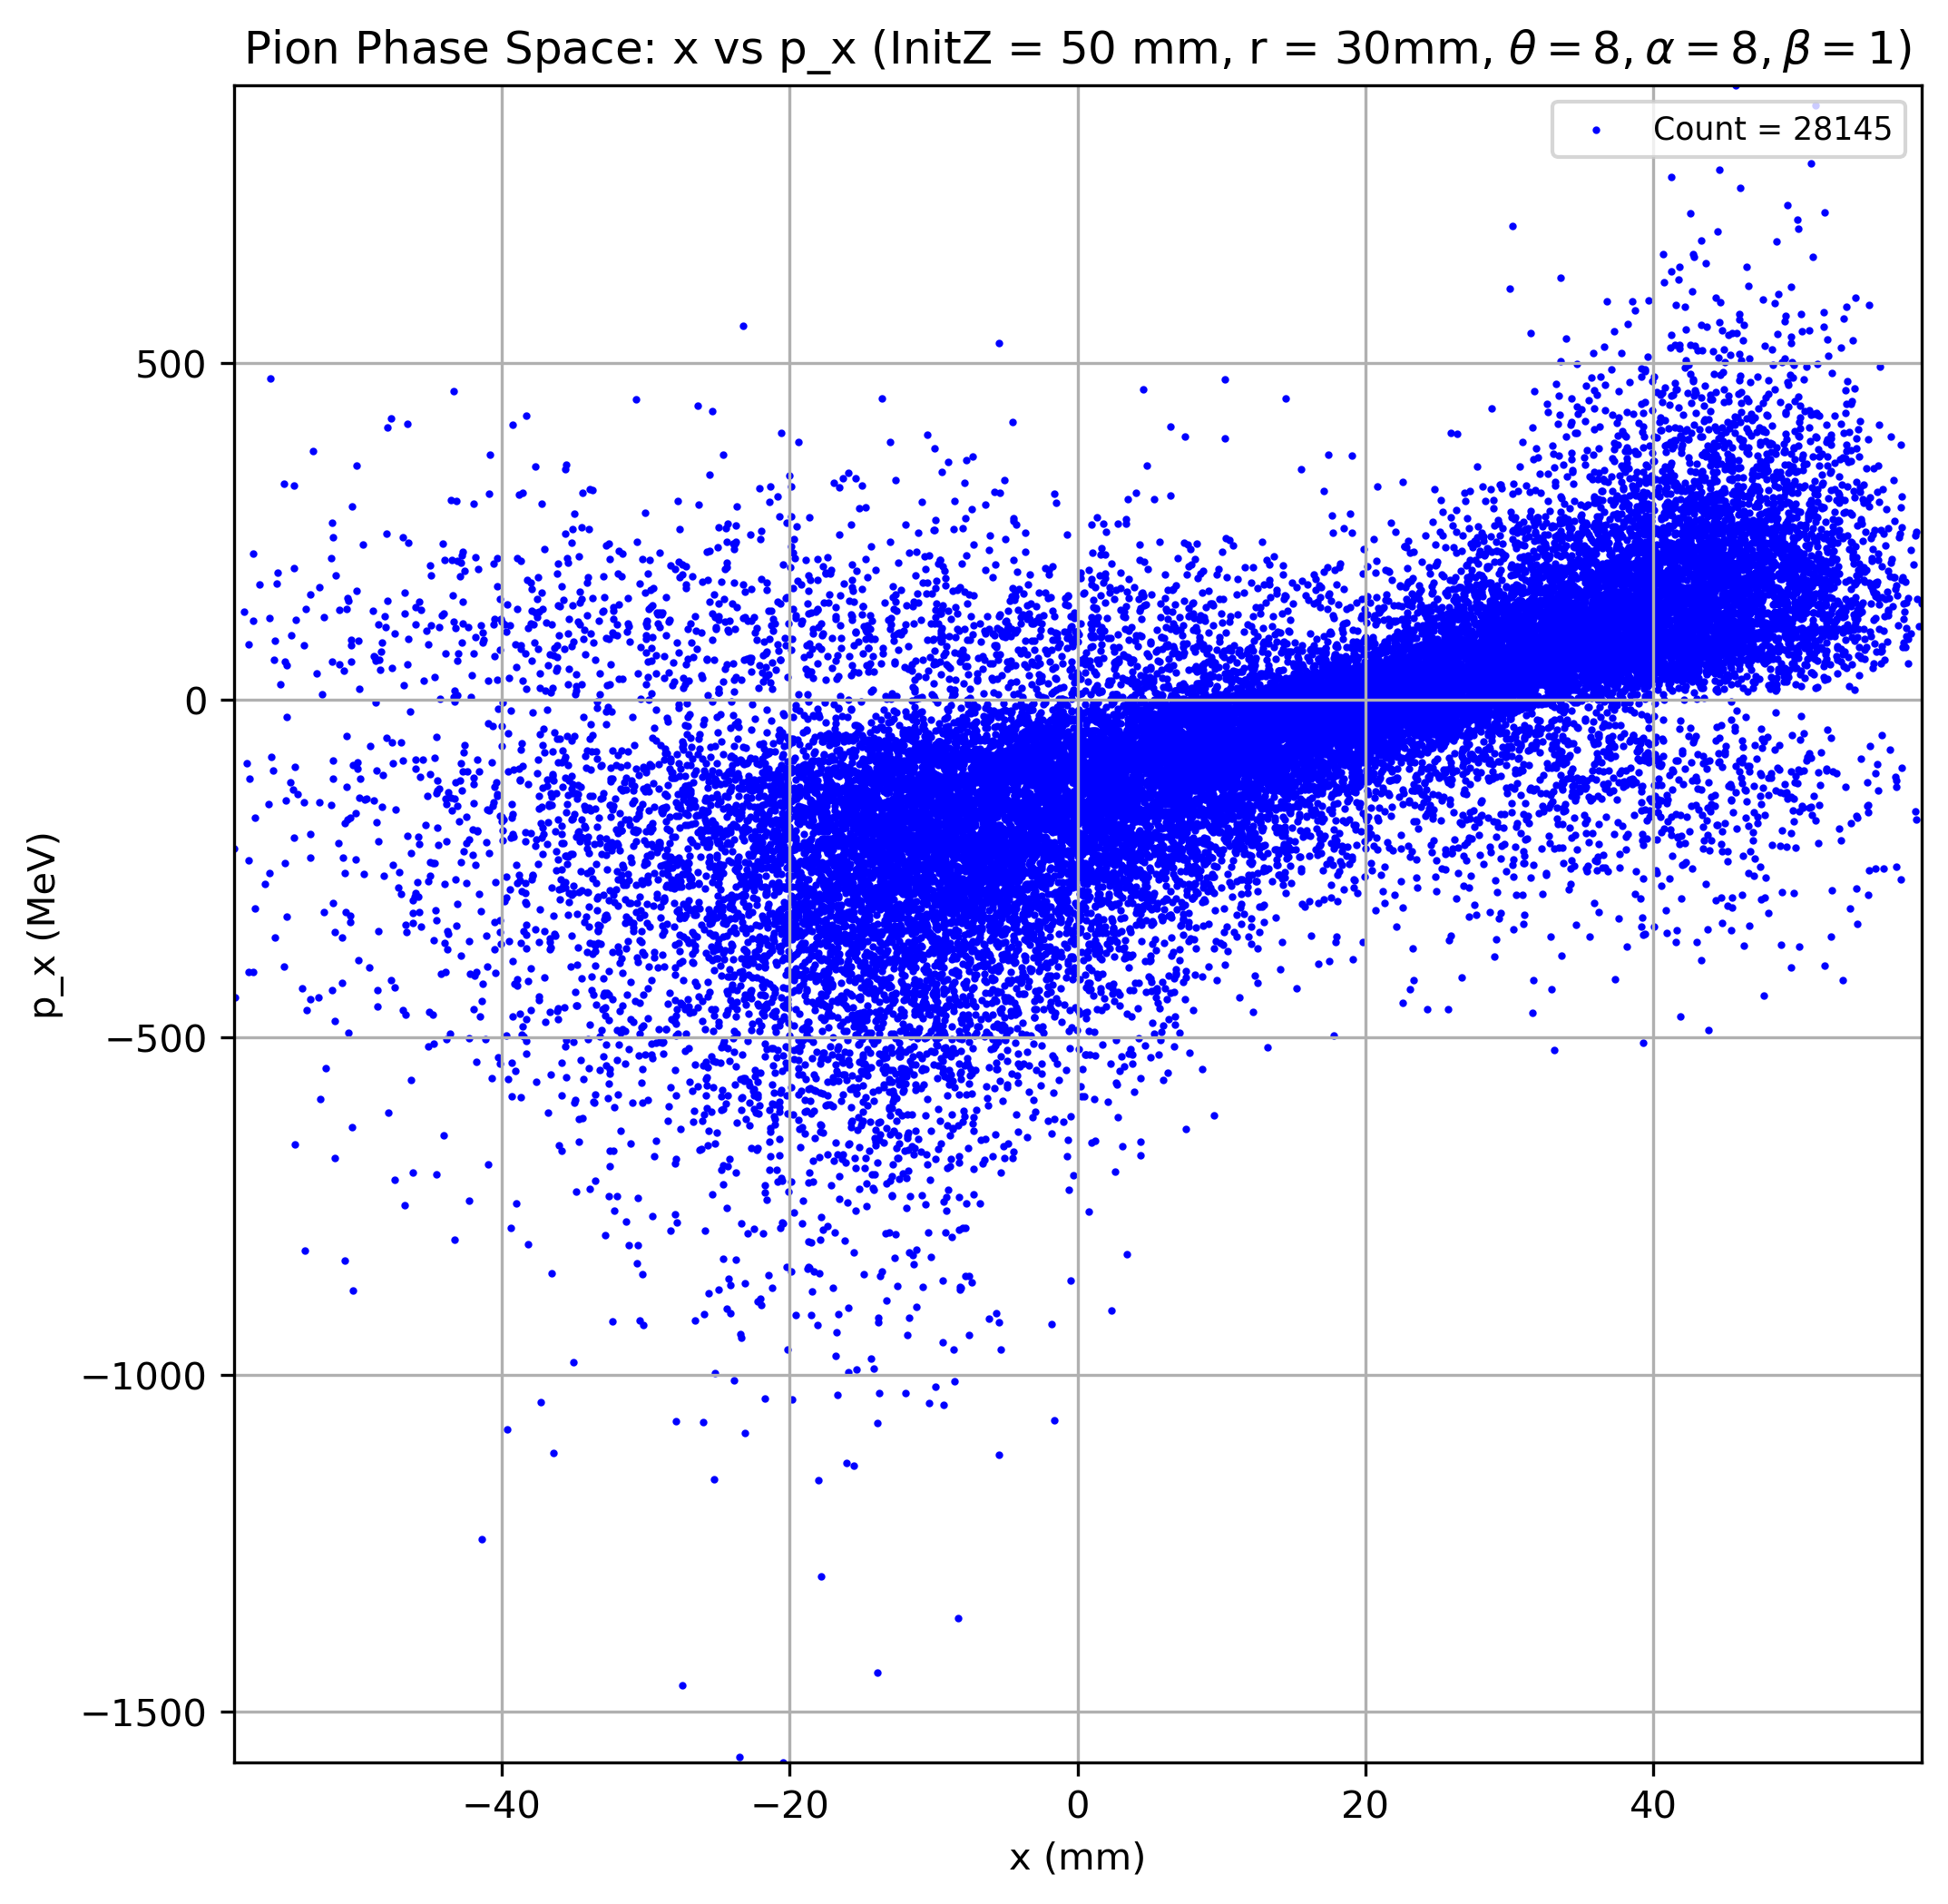 Pion Phase Space: x vs p_x (InitZ = 50 mm, r = 30mm, θ = 8, α = 8, β = 1)
Count = 28145
500
0
−500
−1000
−1500
p_x (MeV)
−40 −20 0 20 40
x (mm)